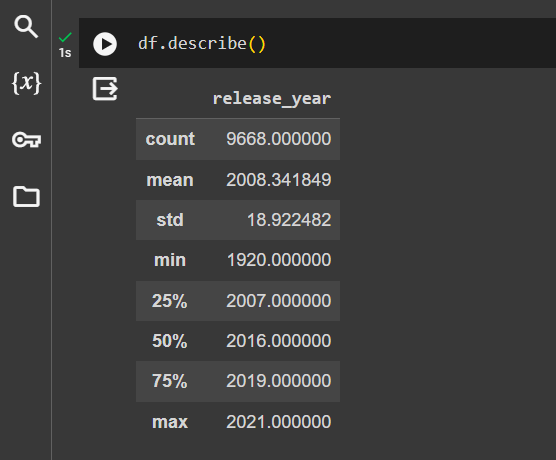 df.describe()
1s
{x}
release_year
count 9668.000000
mean 2008.341849
std 18.922482
min 1920.000000
25% 2007.000000
50% 2016.000000
75% 2019.000000
max 2021.000000